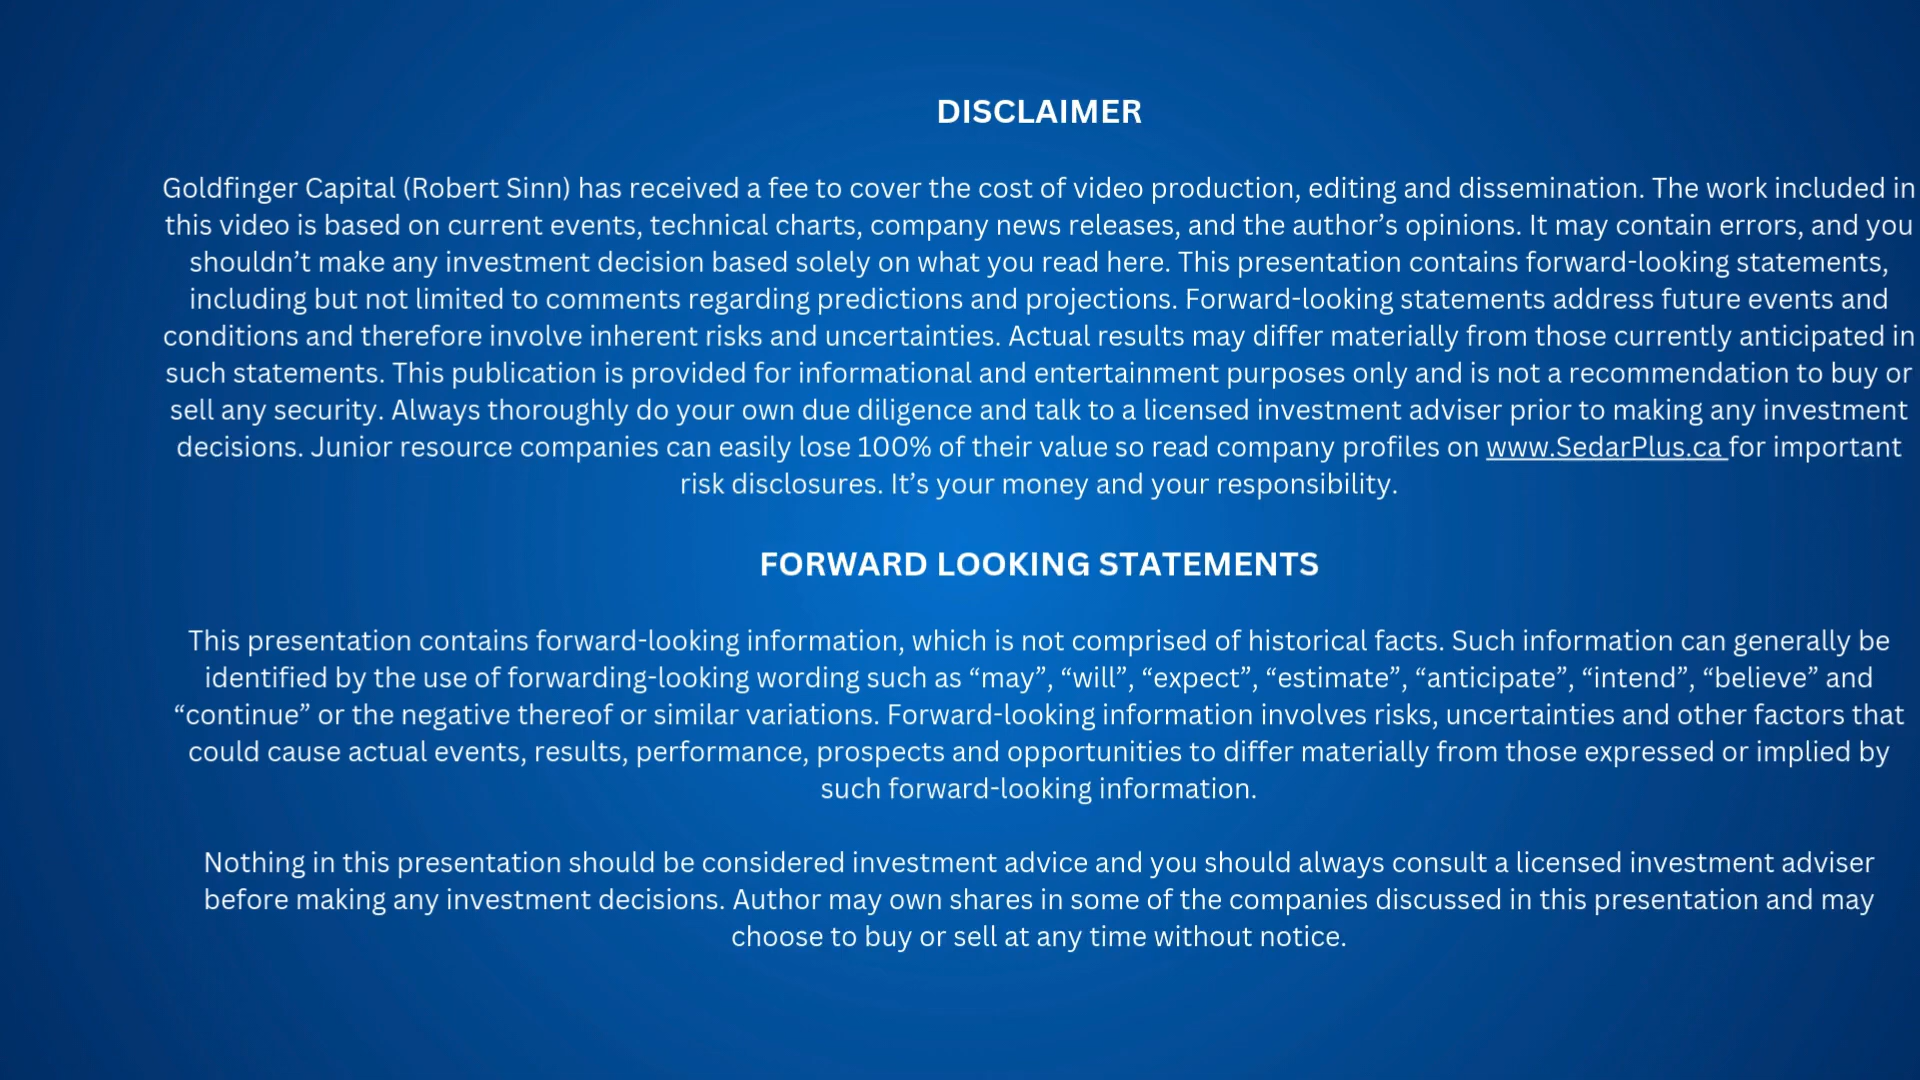 DISCLAIMER
Goldfinger Capital (Robert Sinn) has received a fee to cover the cost of video production, editing and dissemination. The work included in
this video is based on current events, technical charts, company news releases, and the author’s opinions. It may contain errors, and you
shouldn’t make any investment decision based solely on what you read here. This presentation contains forward-looking statements,
including but not limited to comments regarding predictions and projections. Forward-looking statements address future events and
conditions and therefore involve inherent risks and uncertainties. Actual results may differ materially from those currently anticipated in
such statements. This publication is provided for informational and entertainment purposes only and is not a recommendation to buy or
sell any security. Always thoroughly do your own due diligence and talk to a licensed investment adviser prior to making any investment
decisions. Junior resource companies can easily lose 100% of their value so read company profiles on www.SedarPlus.ca for important
risk disclosures. It’s your money and your responsibility.
FORWARD LOOKING STATEMENTS
This presentation contains forward-looking information, which is not comprised of historical facts. Such information can generally be
identified by the use of forwarding-looking wording such as “may”, “will”, “expect”, “estimate”, “anticipate”, “intend”, “believe” and
“continue” or the negative thereof or similar variations. Forward-looking information involves risks, uncertainties and other factors that
could cause actual events, results, performance, prospects and opportunities to differ materially from those expressed or implied by
such forward-looking information.
Nothing in this presentation should be considered investment advice and you should always consult a licensed investment adviser
before making any investment decisions. Author may own shares in some of the companies discussed in this presentation and may
choose to buy or sell at any time without notice.